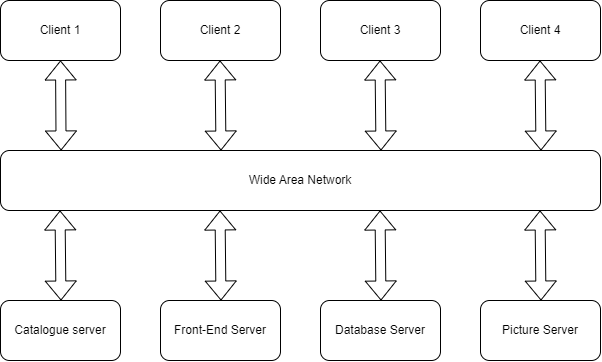 Client 1
Client 2
Client 3
Client 4
Wide Area Network
Catalogue server
Front-End Server
Database Server
Picture Server